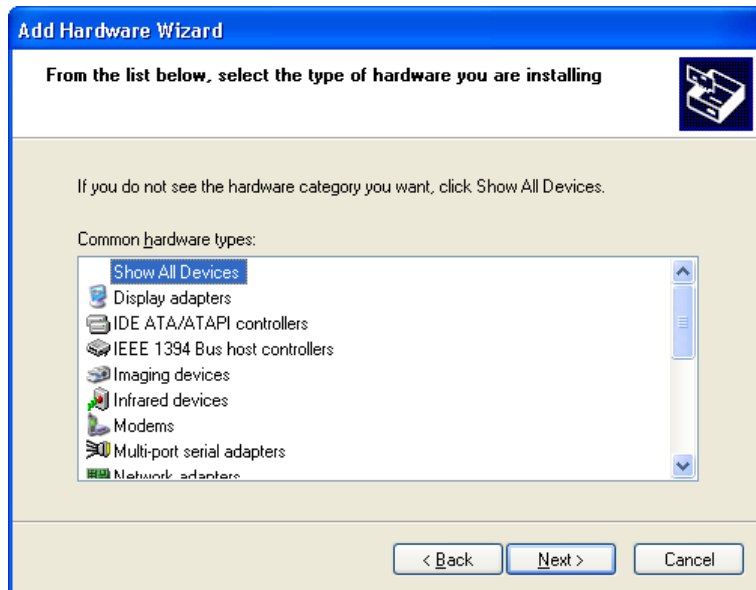 Add Hardware Wizard
From the list below, select the type of hardware you are installing
If you do not see the hardware category you want, click Show All Devices.
Common hardware types:
Show All Devices
Display adapters
IDE ATA/ATAPI controllers
IEEE 1394 Bus host controllers
Imaging devices
Infrared devices
Modems
Multi-port serial adapters
Network adapters
< Back Next > Cancel